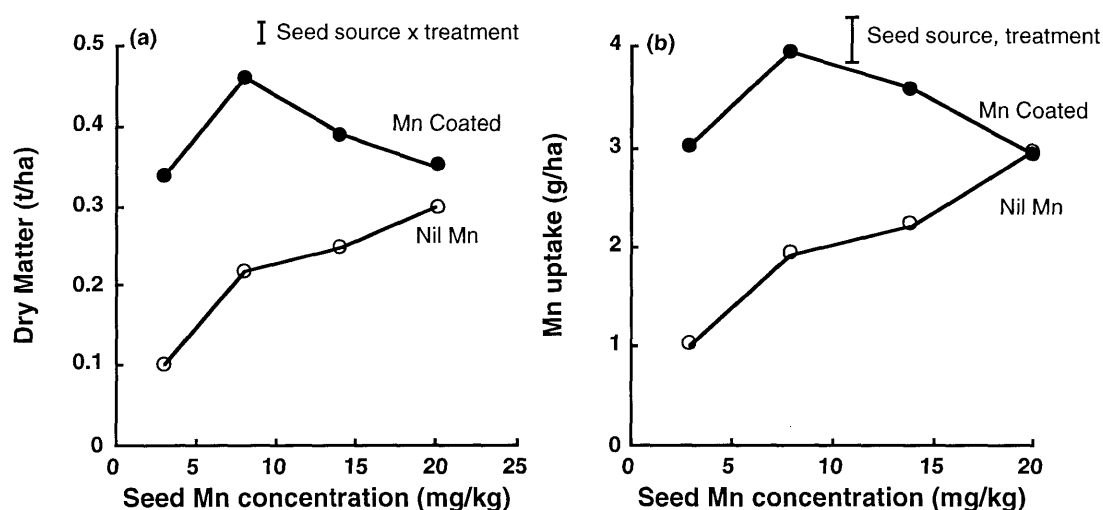 (a)
Seed source x treatment
0.5
0.4
0.3
0.2
0.1
0
Dry Matter (t/ha)
Mn Coated
Nil Mn
0 5 10 15 20 25
Seed Mn concentration (mg/kg)
(b)
Seed source, treatment
4
3
2
1
0
Mn uptake (g/ha)
Mn Coated
Nil Mn
0 5 10 15 20
Seed Mn concentration (mg/kg)